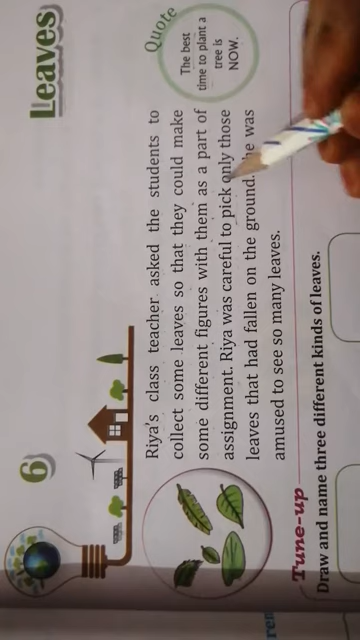 6
Leaves
Quote
The best
time to plant a
tree is
NOW.
Riya's class teacher asked the students to
collect some leaves so that they could make
some different figures with them as a part of
assignment. Riya was careful to pick only those
leaves that had fallen on the ground. he was
amused to see so many leaves.
Tune-up
Draw and name three different kinds of leaves.